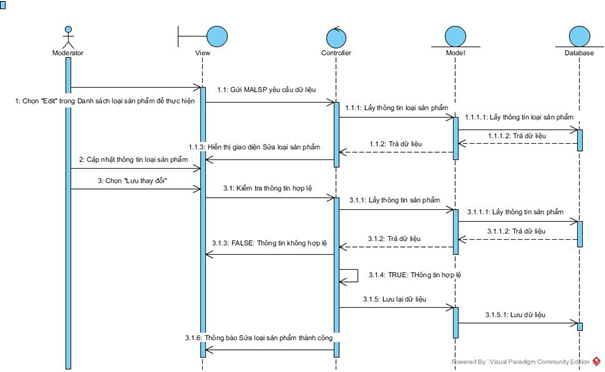 Moderator
View
Controller
Model
Database
1: Chọn "Edit" trong Danh sách loại sản phẩm để thực hiện
1.1: Gửi MALSP yêu cầu dữ liệu
1.1.1: Lấy thông tin loại sản phẩm
1.1.1.1: Lấy thông tin loại sản phẩm
1.1.1.2: Trả dữ liệu
1.1.2: Trả dữ liệu
1.1.3: Hiển thị giao diện Sửa loại sản phẩm
2: Cập nhật thông tin loại sản phẩm
3: Chọn "Lưu thay đổi"
3.1: Kiểm tra thông tin hợp lệ
3.1.1: Lấy thông tin sản phẩm
3.1.1.1: Lấy thông tin sản phẩm
3.1.1.2: Trả dữ liệu
3.1.2: Trả dữ liệu
3.1.3: FALSE: Thông tin không hợp lệ
3.1.4: TRUE: THông tin hợp lệ
3.1.5: Lưu lại dữ liệu
3.1.5.1: Lưu dữ liệu
3.1.6: Thông báo Sửa loại sản phẩm thành công
Powered By: Visual Paradigm Community Edition